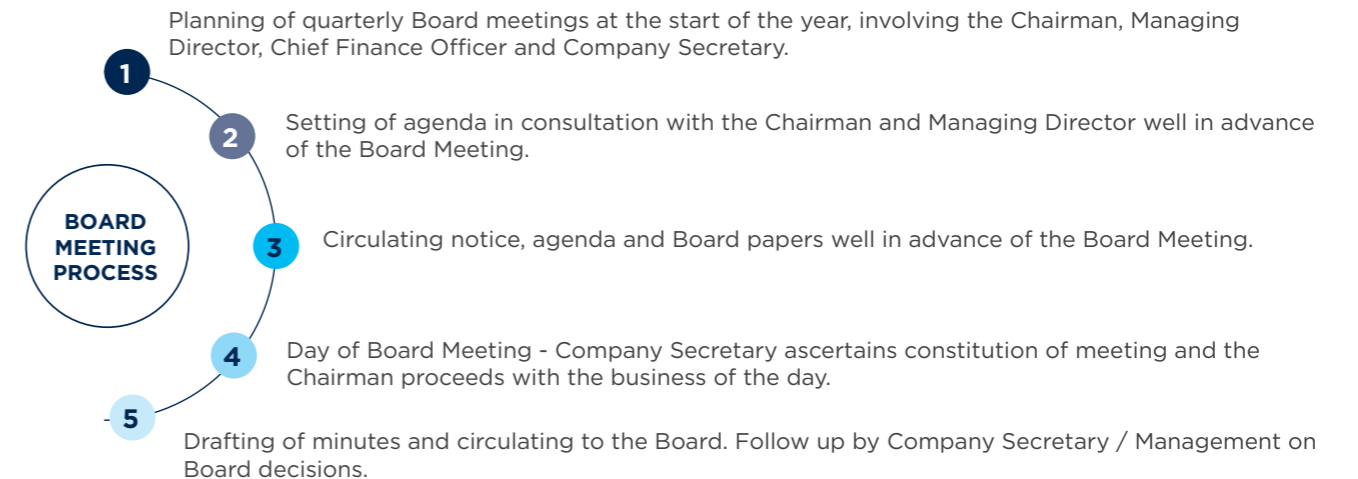 Planning of quarterly Board meetings at the start of the year, involving the Chairman, Managing
Director, Chief Finance Officer and Company Secretary.
1
2
Setting of agenda in consultation with the Chairman and Managing Director well in advance
of the Board Meeting.
BOARD
MEETING
PROCESS
3
Circulating notice, agenda and Board papers well in advance of the Board Meeting.
4
Day of Board Meeting - Company Secretary ascertains constitution of meeting and the
Chairman proceeds with the business of the day.
5
Drafting of minutes and circulating to the Board. Follow up by Company Secretary / Management on
Board decisions.